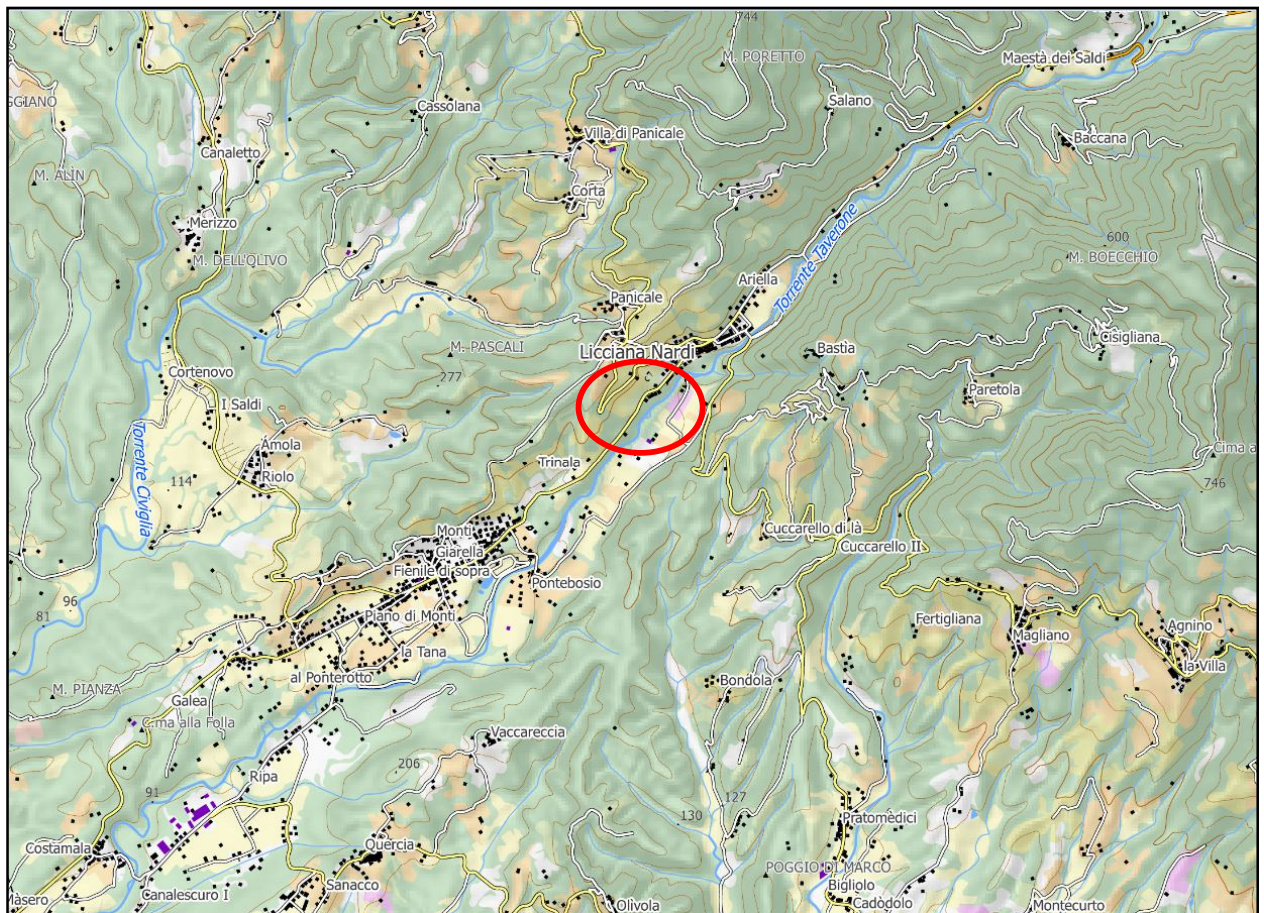 744
Maestà dei Saldi
M. PORETTO
GGIANO
Cassolana
Salano
Villa di Panicale
Baccana
Canaletto
M. ALIN
Corta
Merizzo
Torrente Taverone
600
M. DELL'OLIVO
M. BOECCHIO
Ariella
Panicale
Cisigliana
M. PASCALI
Licciana Nardi
Bastìa
277
Cortenovo
Paretola
I Saldi
Torrente Civiglia
Amola
Cima a
Trinala
Riolo
114
746
Monti
Cuccarello di là
Giarella
Cuccarello II
Fienile di sopra
Pontebosio
96
81
Piano di Monti
Fertigliana
Agnino
Magliano
la Tana
la Villa
al Ponterotto
Bondola
M. PIANZA
Galea
Cima alla Folla
Vaccareccia
206
Ripa
91
127
130
Pratomèdici
Costamala
Quercia
POGGIO DI MARCO
Sanacco
Bigliolo
Canalescuro I
Màsero
Olivola
Cadòdolo
Montecurto